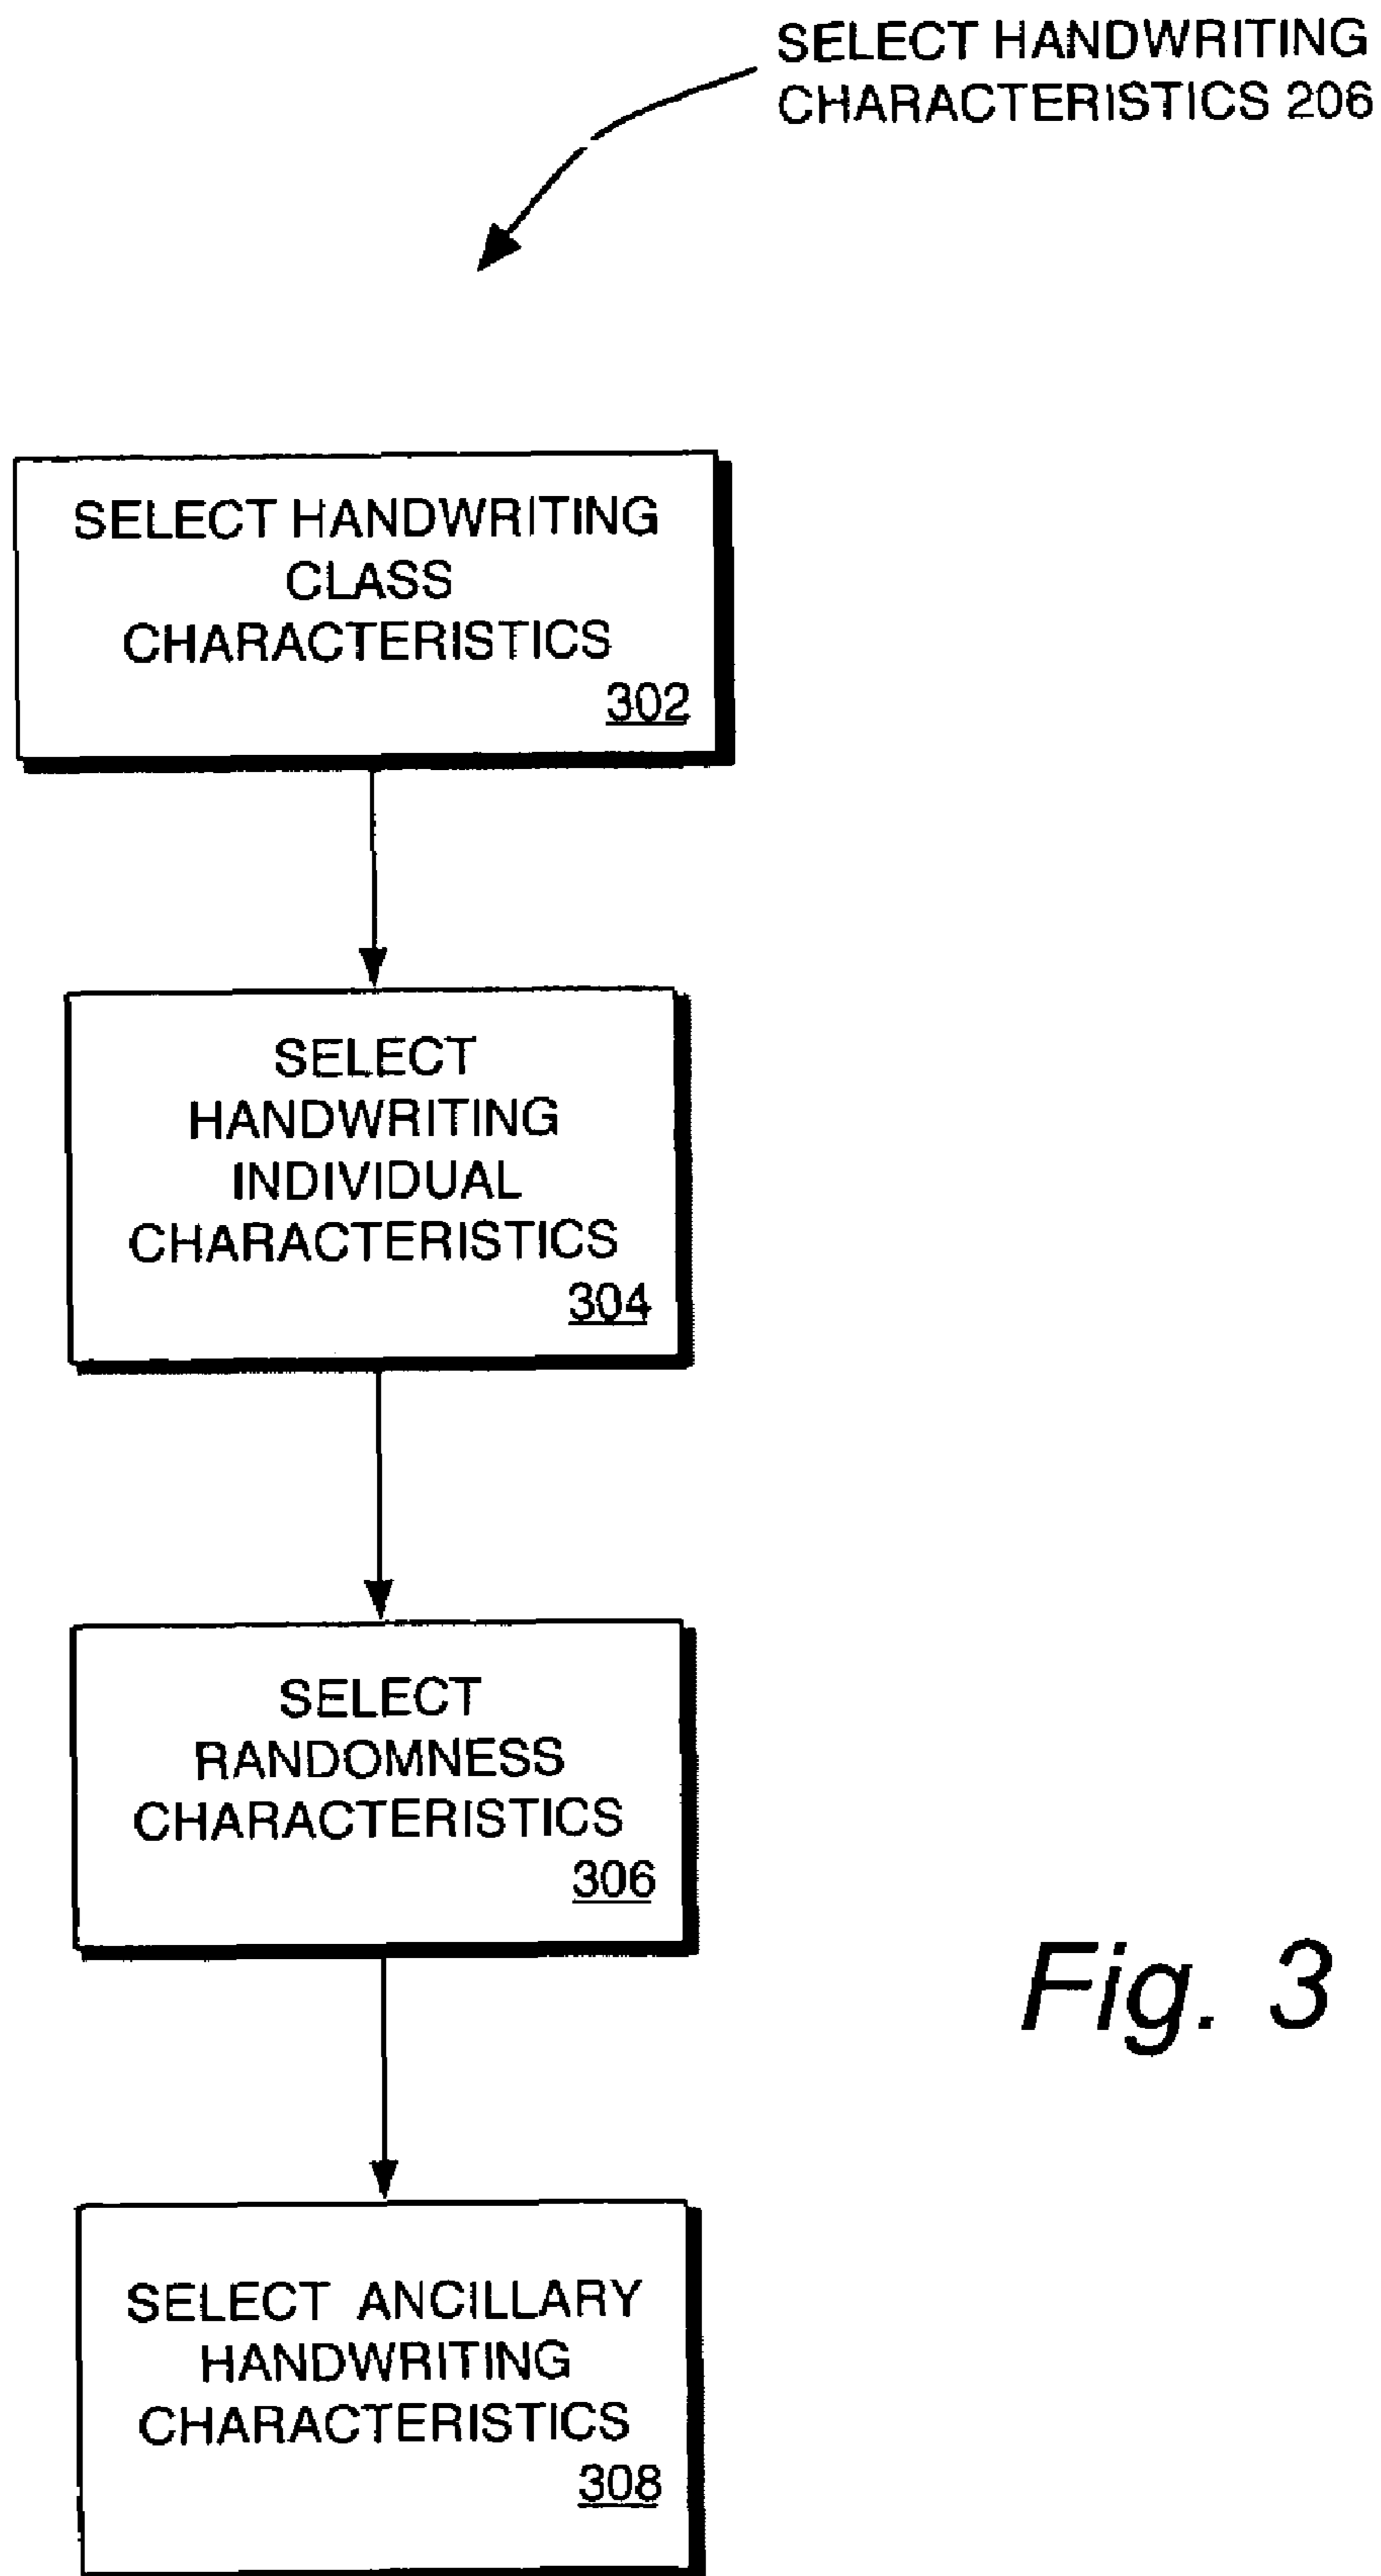 SELECT HANDWRITING
CHARACTERISTICS 206
SELECT HANDWRITING
CLASS
CHARACTERISTICS
302
SELECT
HANDWRITING
INDIVIDUAL
CHARACTERISTICS
304
SELECT
RANDOMNESS
CHARACTERISTICS
306
SELECT ANCILLARY
HANDWRITING
CHARACTERISTICS
308
Fig. 3